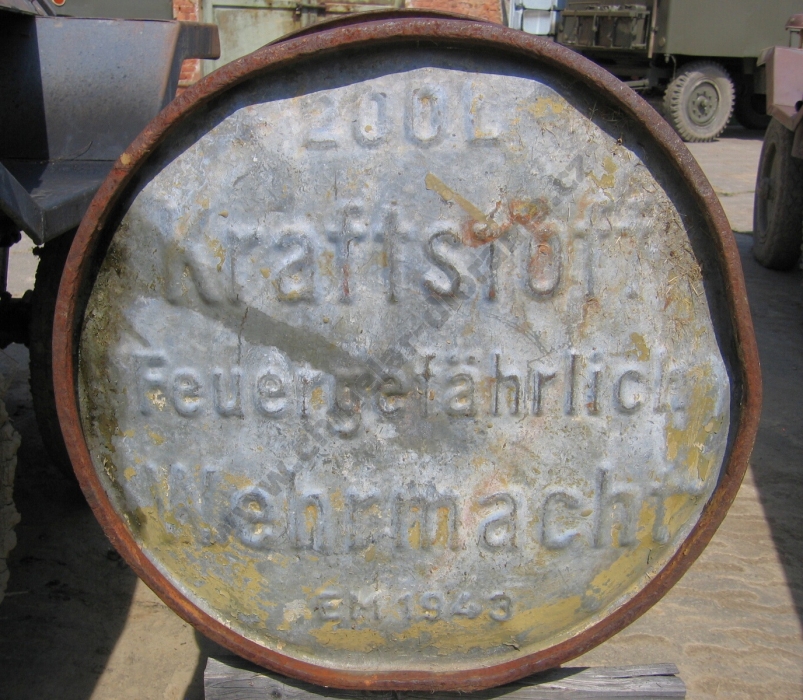 200L
Kraftstoff
Feuergefährlich
Wehrmacht
EM 1943